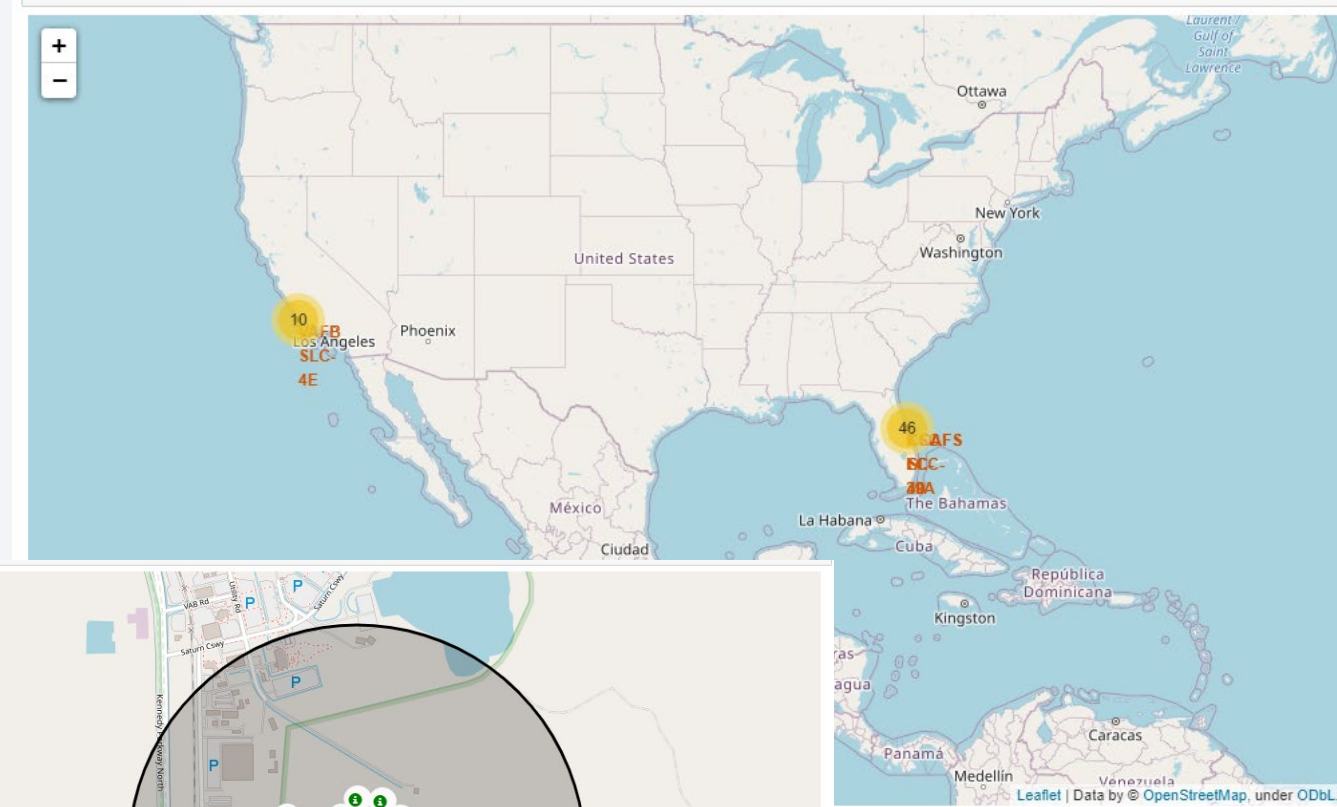 +
−
Laurent /
Gulf of
Saint
Lawrence
Ottawa
New York
Washington
United States
10
Los Angeles
SLC-
4E
Phoenix
46
The Bahamas
México
La Habana
Ciudad
Cuba
República
Dominicana
Kingston
ras-
agua
Caracas
Panamá
Medellín
Venezuela
Leaflet | Data by © OpenStreetMap, under ODbL
VAB Rd
Utility Rd
P
P
Saturn Cswy
Saturn Cswy
P
Kennedy Parkway North
P